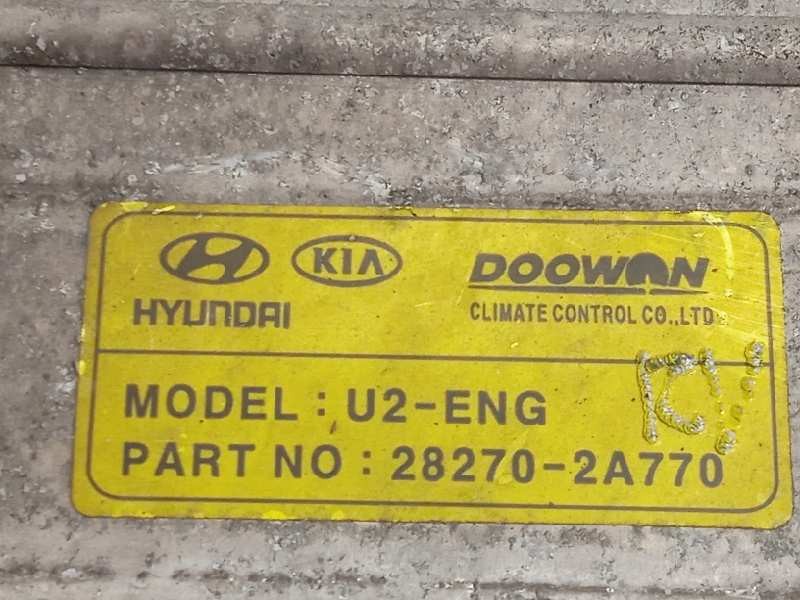 KIA DOOWON
HYUNDAI CLIMATE CONTROL CO.,LTD
MODEL : U2-ENG
PART NO : 28270-2A770